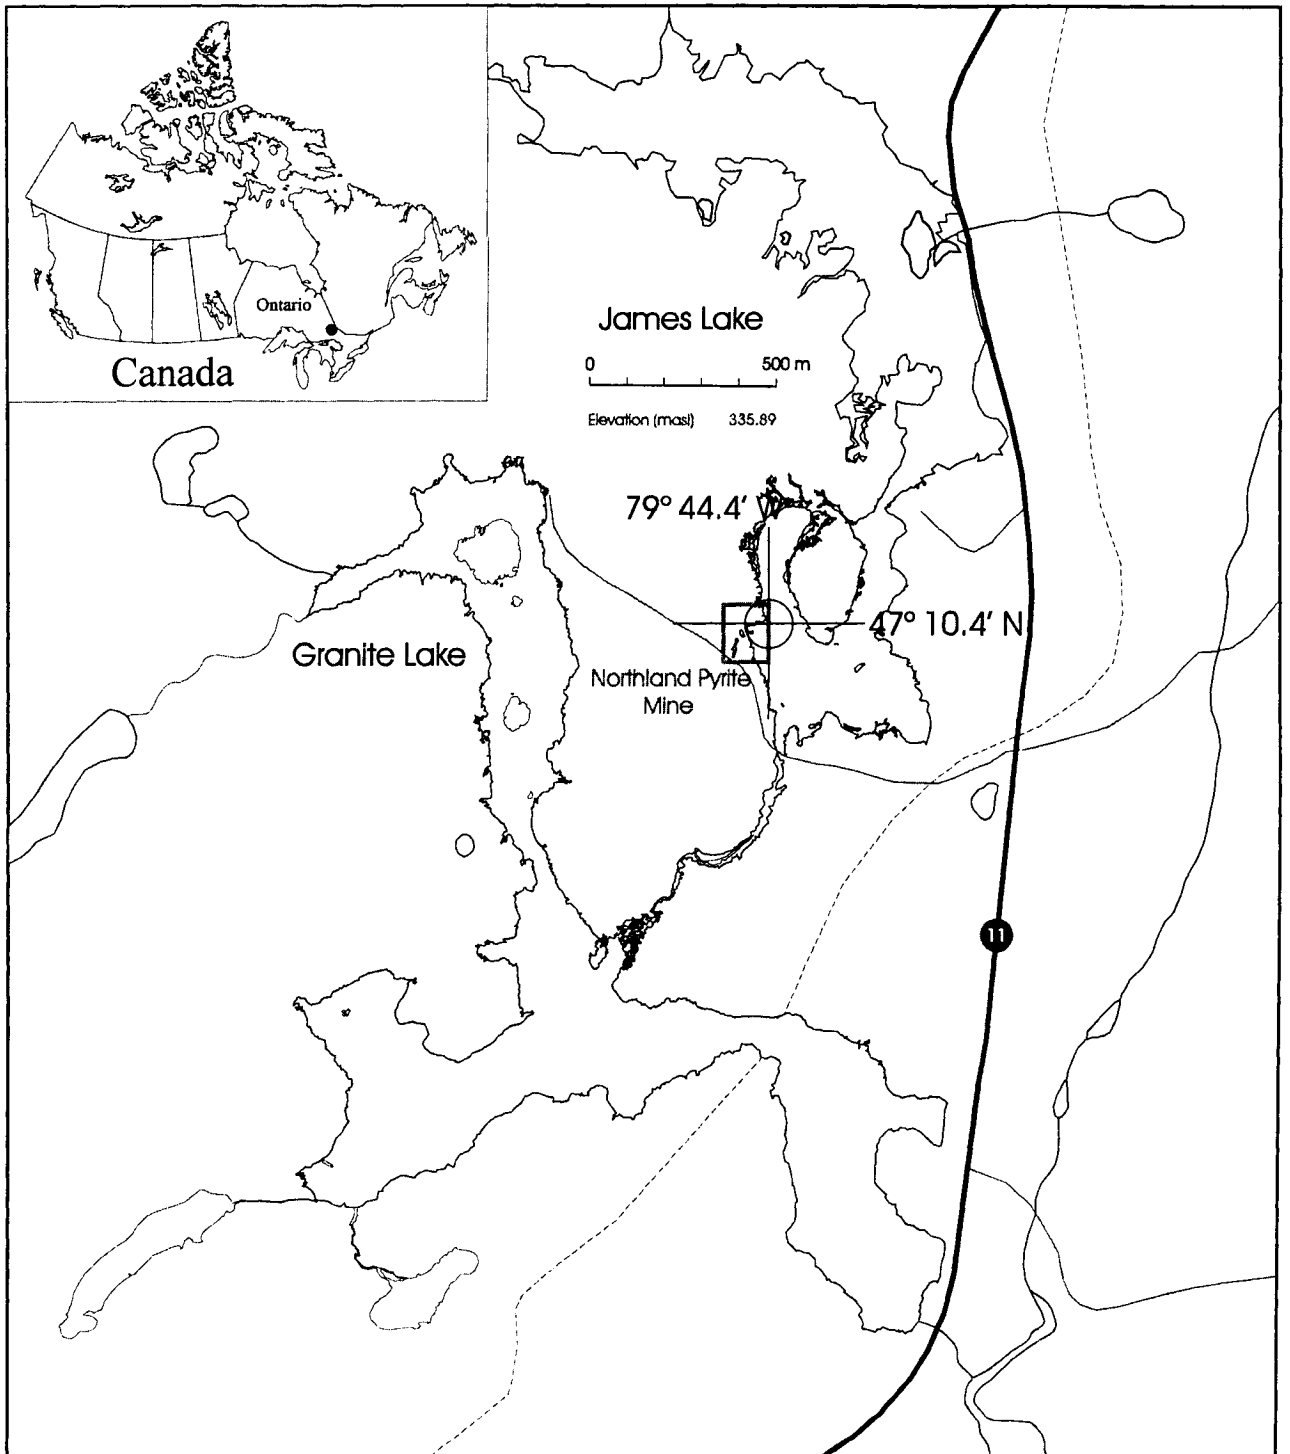 Ontario
Canada
James Lake
0 500 m
Elevation (masl) 335.89
79° 44.4' W
47° 10.4' N
Granite Lake
Northland Pyrite
Mine
11